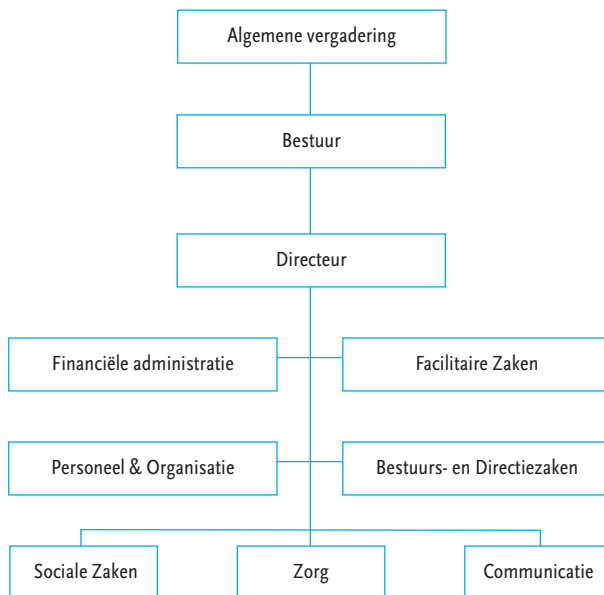 Algemene vergadering
Bestuur
Directeur
Financiële administratie
Facilitaire Zaken
Personeel & Organisatie
Bestuurs- en Directiezaken
Sociale Zaken
Zorg
Communicatie